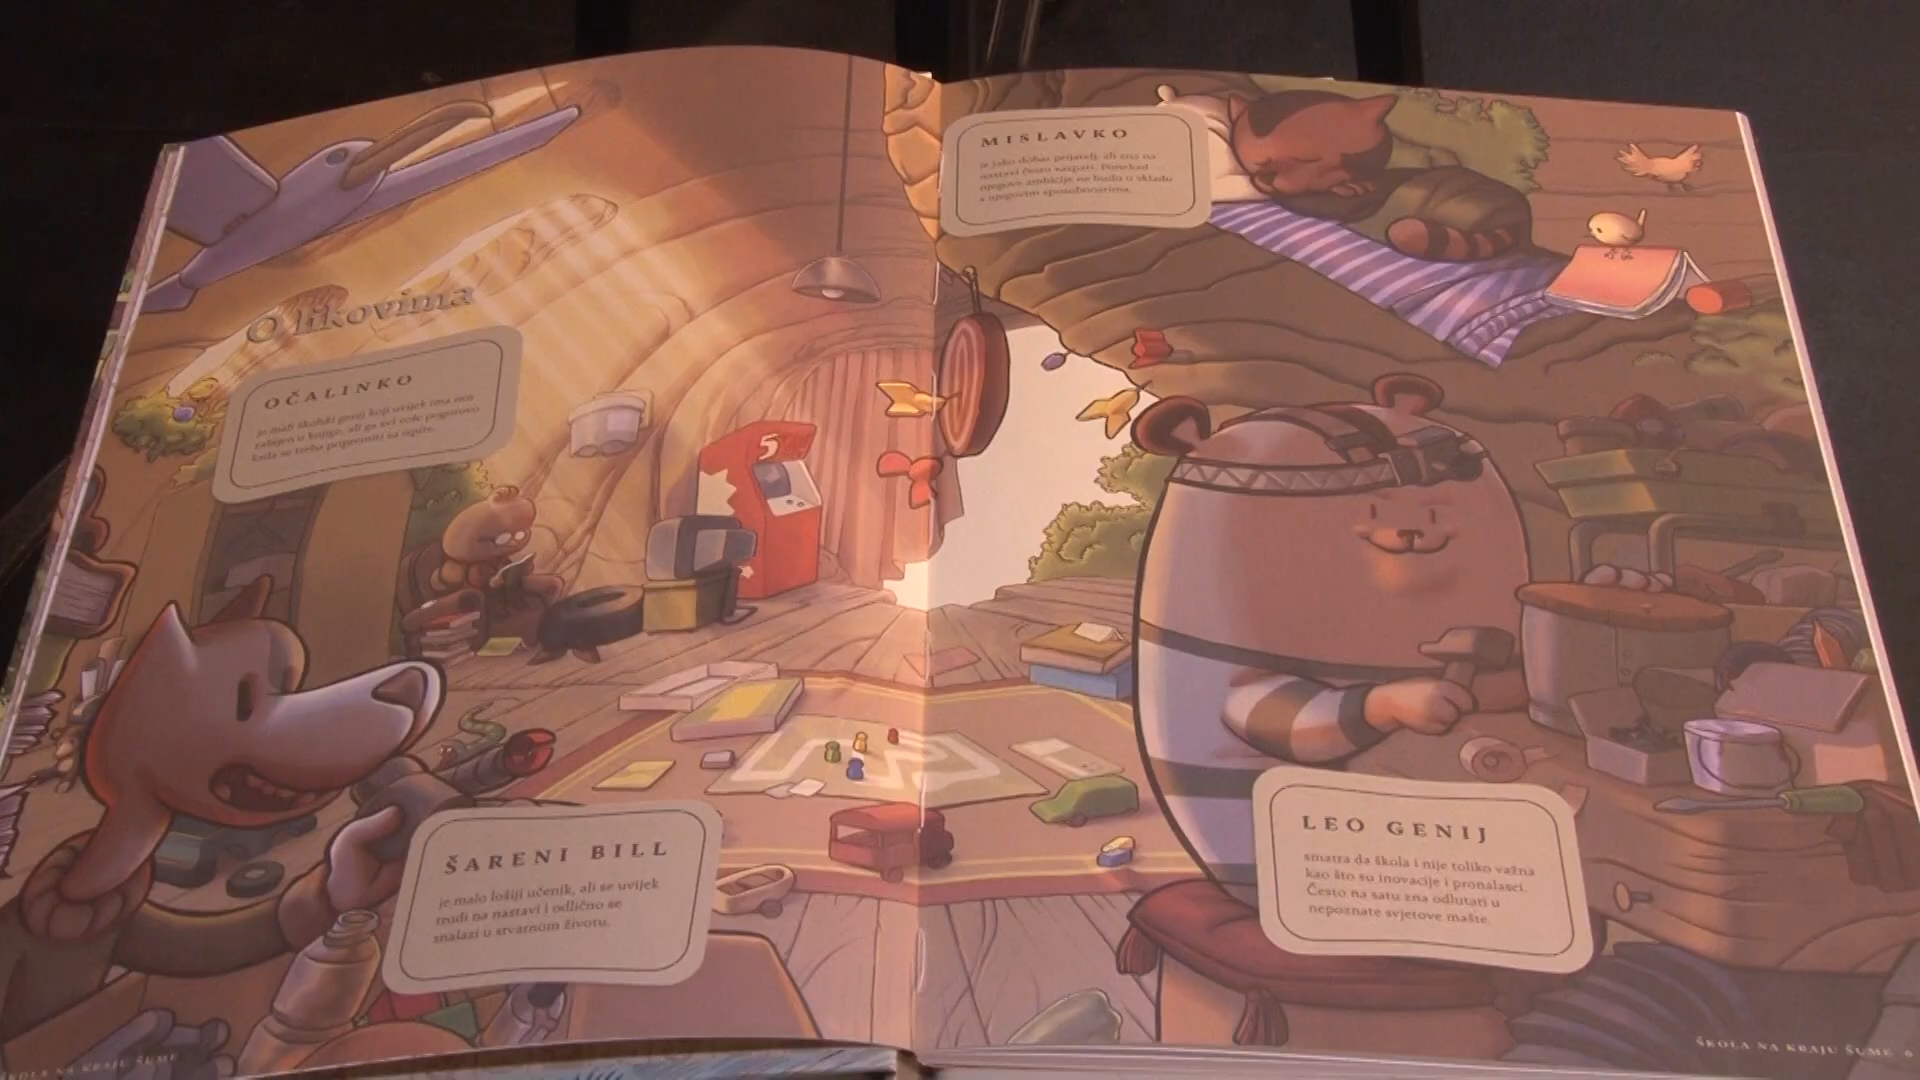 O likovima
OČALINKO
je mali školski genij koji uvijek ima nos
zabijen u knjige, ali ga svi vole pogotovo
kada se treba pripremiti za ispite.
ŠARENI BILL
je malo lošiji učenik, ali se uvijek
trudi na nastavi i odlično se
snalazi u stvarnom životu.
ŠKOLA NA KRAJU ŠUME
MISLAVKO
je jako dobar prijatelj, ali zna na
nastavi često zaspati. Ponekad
njegove ambicije ne budu u skladu
s njegovim sposobnostima.
5
LEO GENIJ
smatra da škola i nije toliko važna
kao što su inovacije i pronalasci.
Često na satu zna odlutati u
nepoznate svjetove mašte.
ŠKOLA NA KRAJU ŠUME